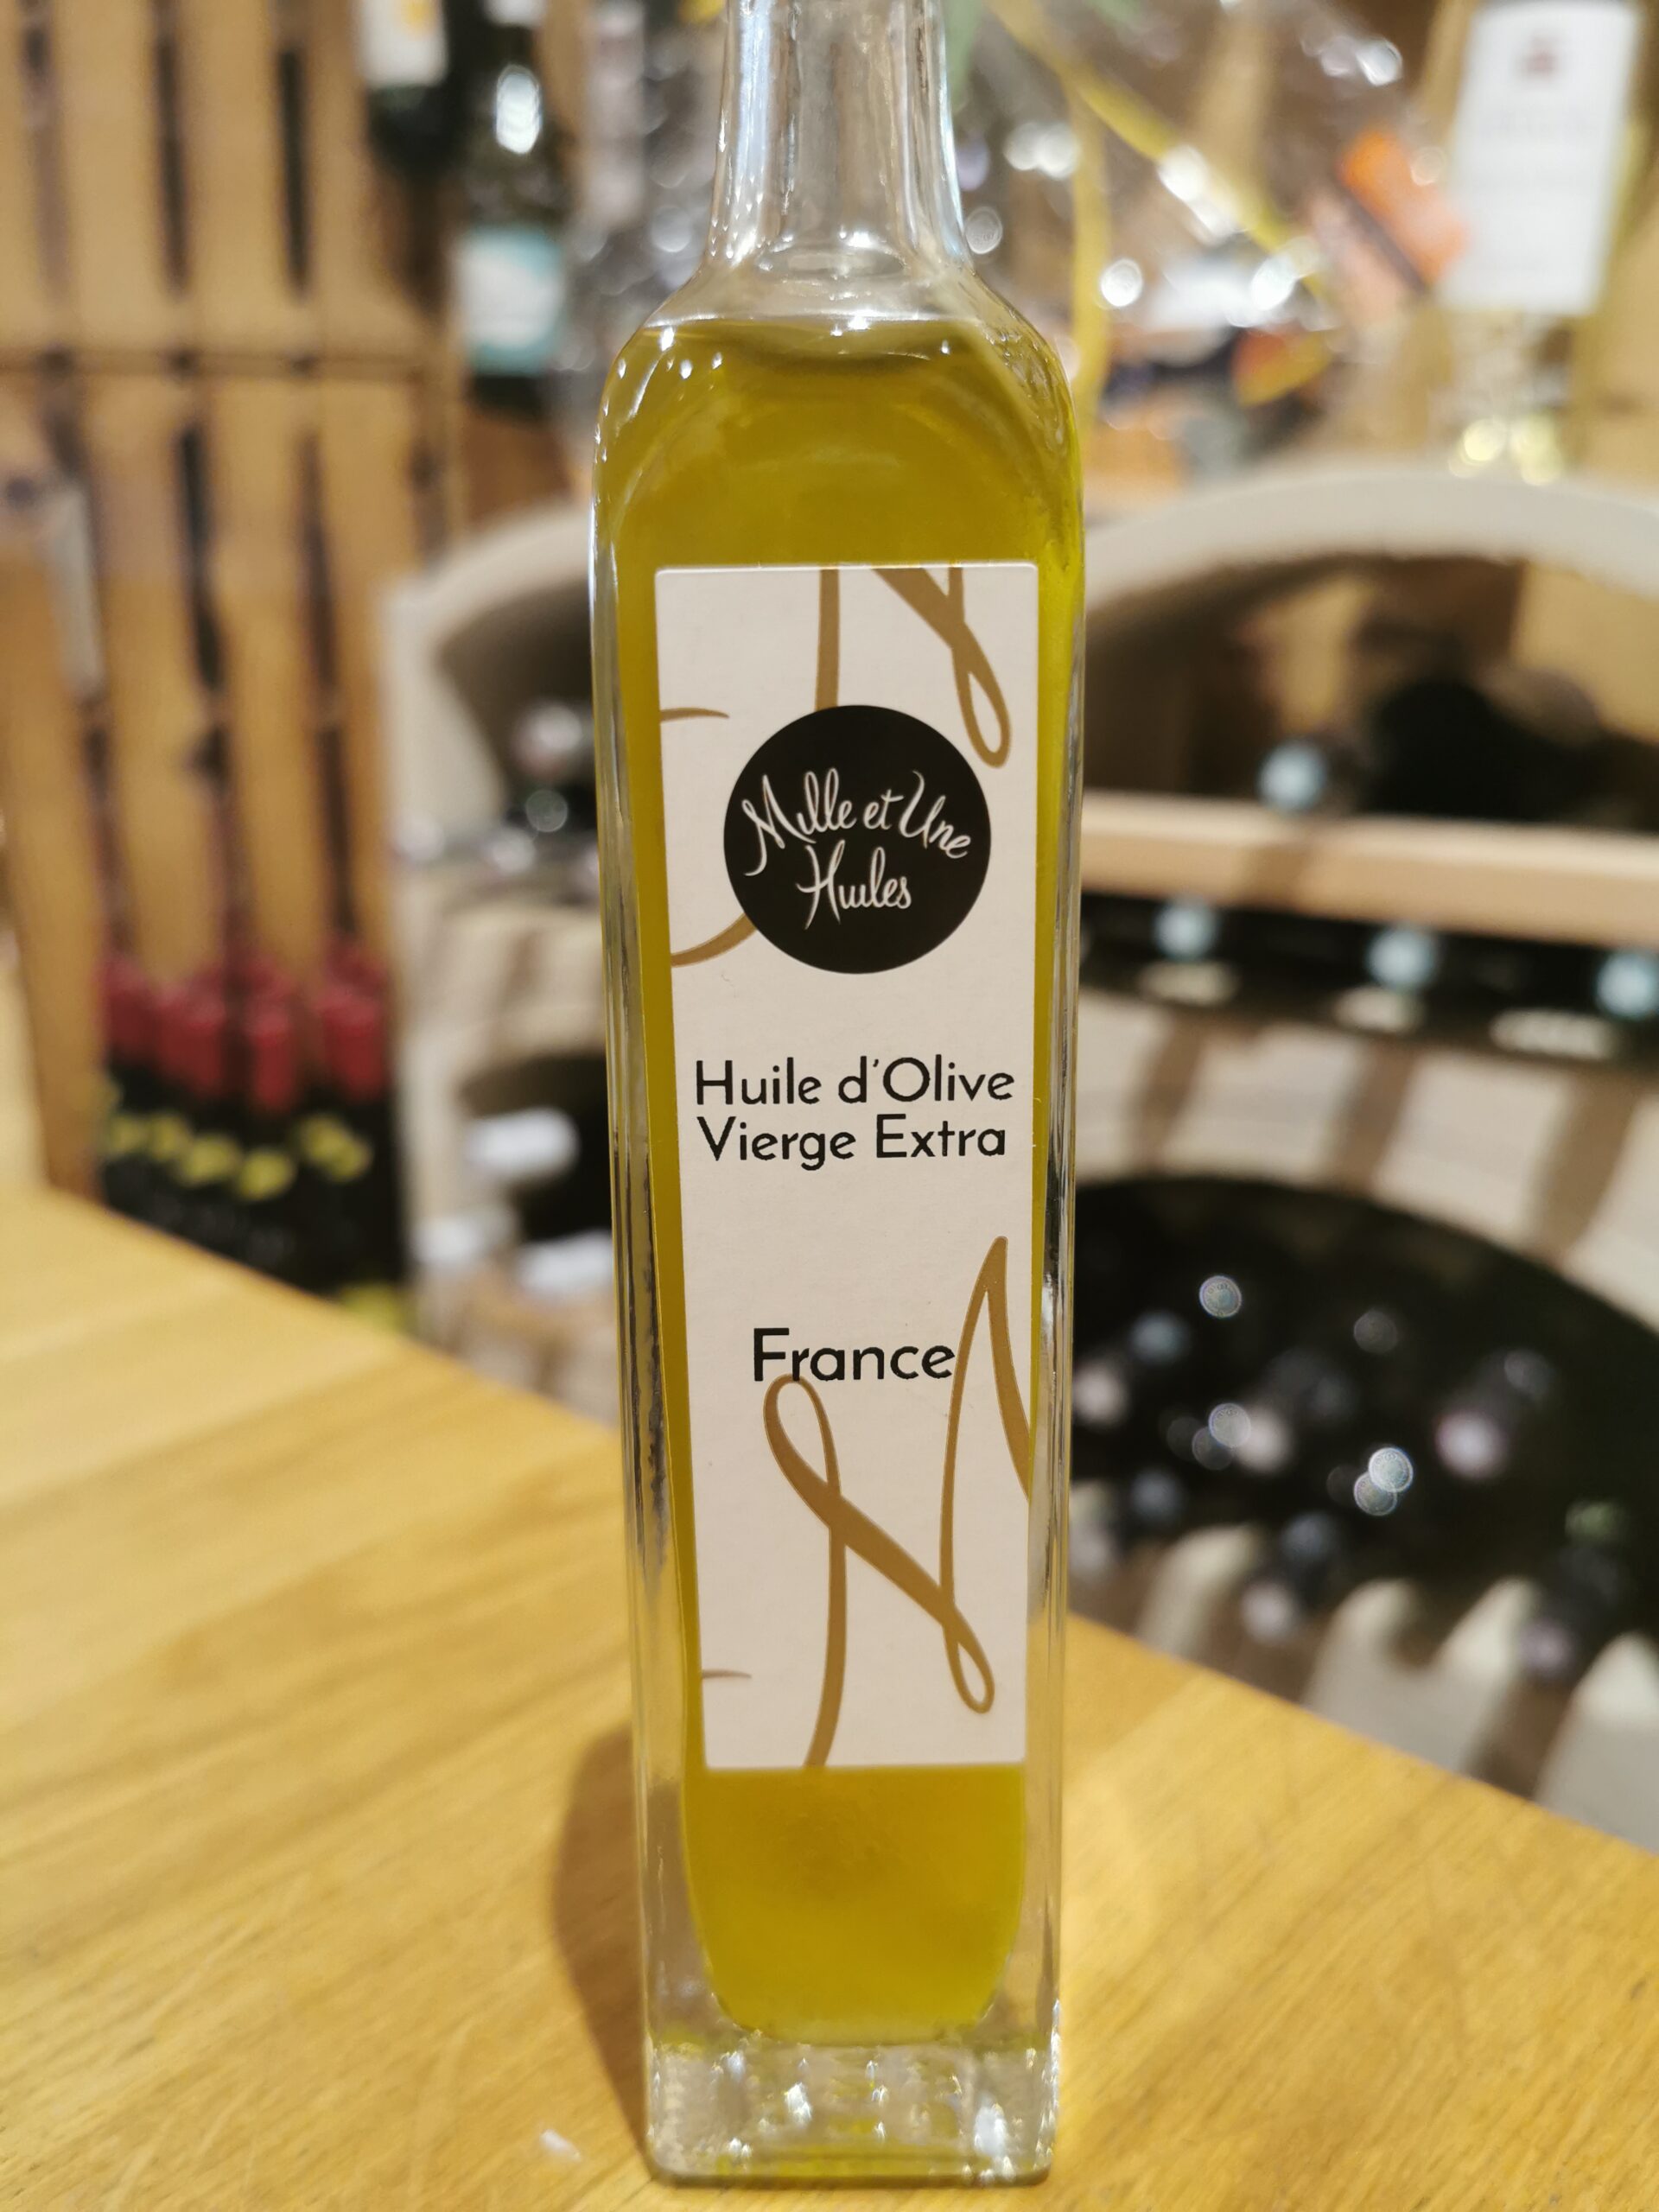 Mille et Une
Huiles
Huile d'Olive
Vierge Extra
France